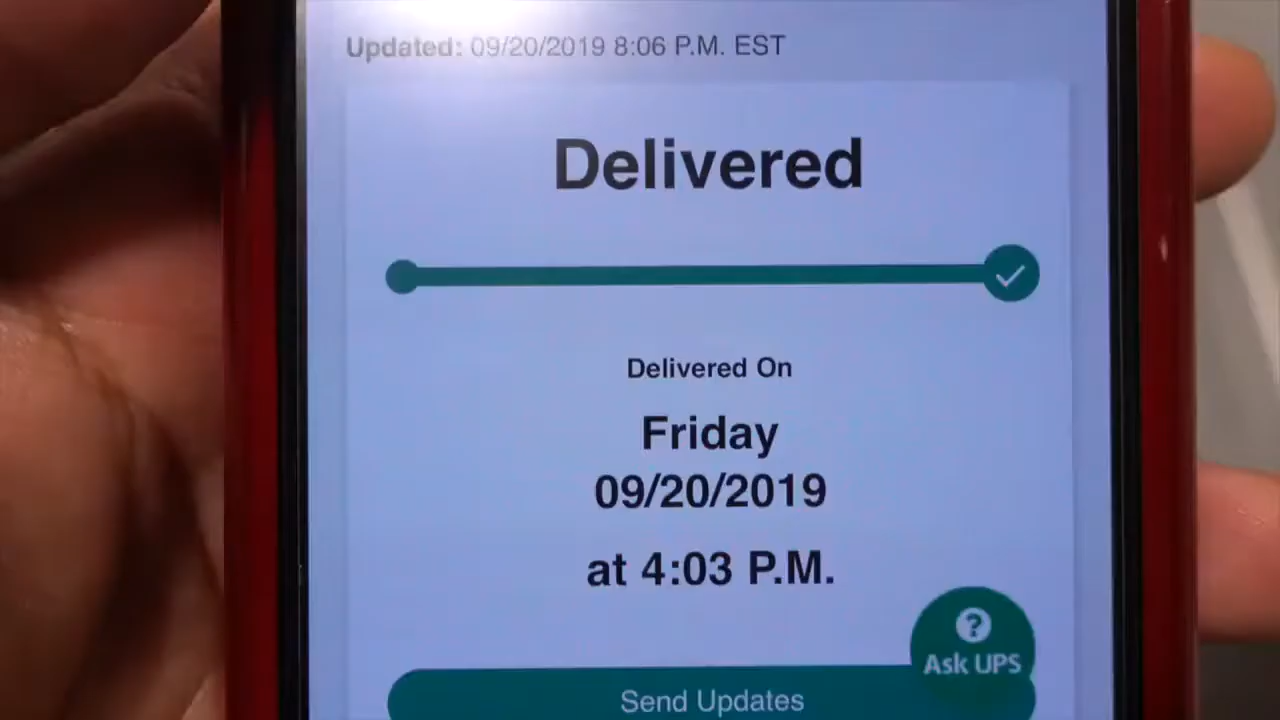 Updated: 09/20/2019 8:06 P.M. EST
Delivered
Delivered On
Friday
09/20/2019
at 4:03 P.M.
?
Ask UPS
Send Updates